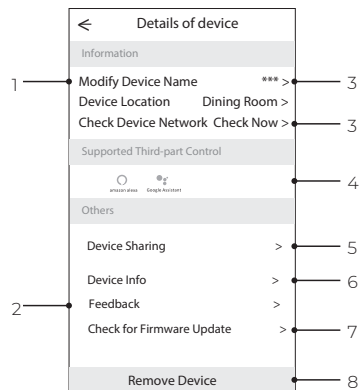 Details of device
Information
1
Modify Device Name *** >
3
Device Location Dining Room >
Check Device Network Check Now >
3
Supported Third-part Control
amazon alexa Google Assistant
4
Others
Device Sharing >
5
Device Info >
6
2
Feedback >
Check for Firmware Update >
7
Remove Device
8